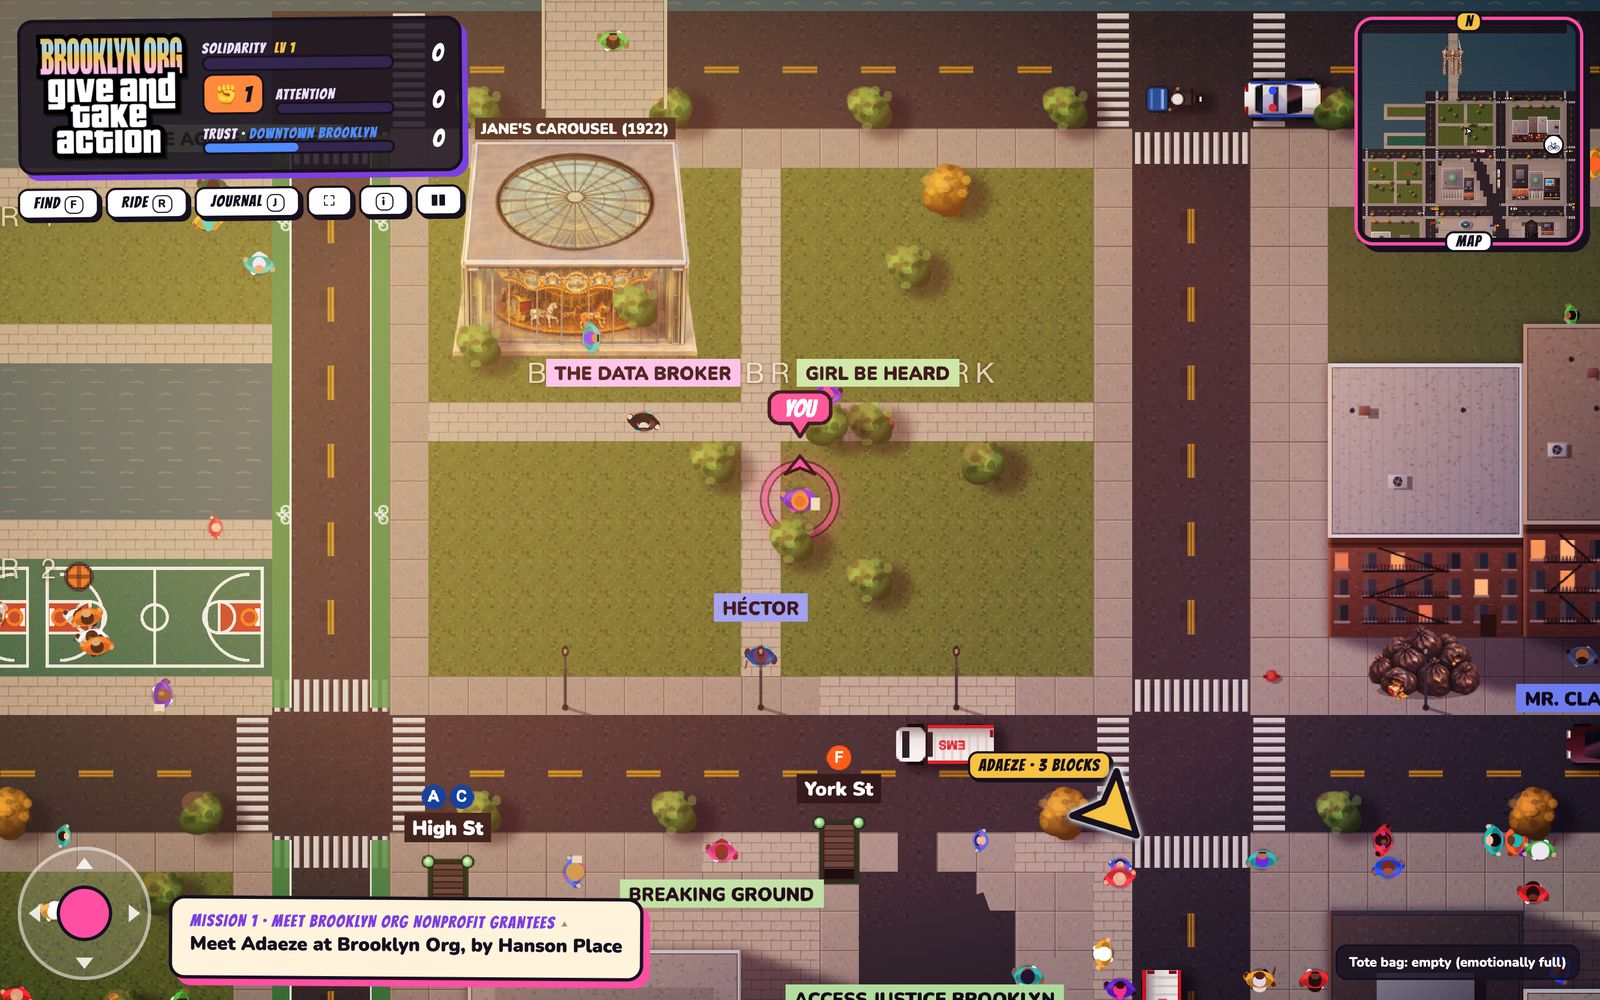 BROOKLYN ORG
give and
take
action
SOLIDARITY LV 1
0
1
ATTENTION
0
TRUST · DOWNTOWN BROOKLYN
0
FIND F
RIDE R
JOURNAL J
i
N
MAP
JANE'S CAROUSEL (1922)
THE DATA BROKER
GIRL BE HEARD
YOU
HÉCTOR
MR. CLA
EMS
ADAEZE · 3 BLOCKS
F
York St
A C
High St
BREAKING GROUND
MISSION 1 · MEET BROOKLYN ORG NONPROFIT GRANTEES
Meet Adaeze at Brooklyn Org, by Hanson Place
Tote bag: empty (emotionally full)
ACCESS JUSTICE BROOKLYN